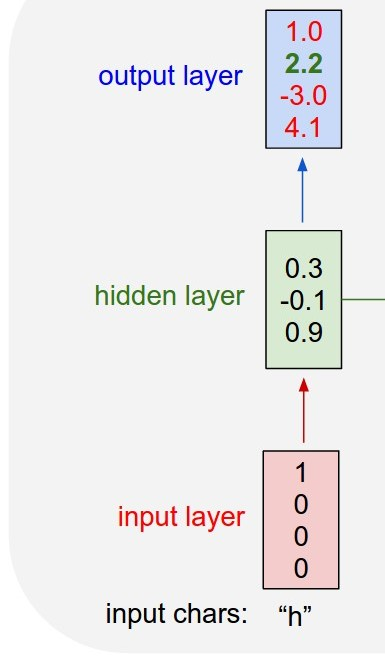 output layer
1.0
2.2
-3.0
4.1
hidden layer
0.3
-0.1
0.9
input layer
1
0
0
0
input chars: “h”